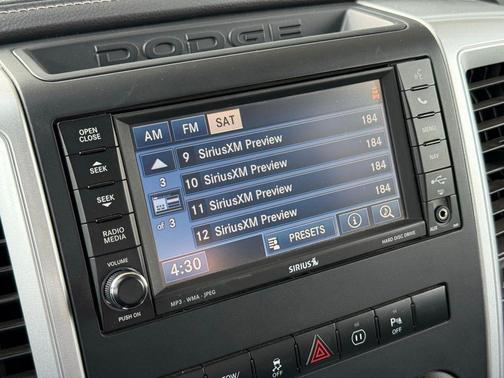 DODGE
OPEN
CLOSE
SEEK
SEEK
RADIO
MEDIA
VOLUME
PUSH ON
AM FM SAT
9 SiriusXM Preview 184
10 SiriusXM Preview 184
11 SiriusXM Preview 184
12 SiriusXM Preview 184
3
of 3
4:30 PRESETS i
MP3 · WMA · JPEG
SIRIUS
HARD DISC DRIVE
MENU
NAV
AUX
OFF
OFF